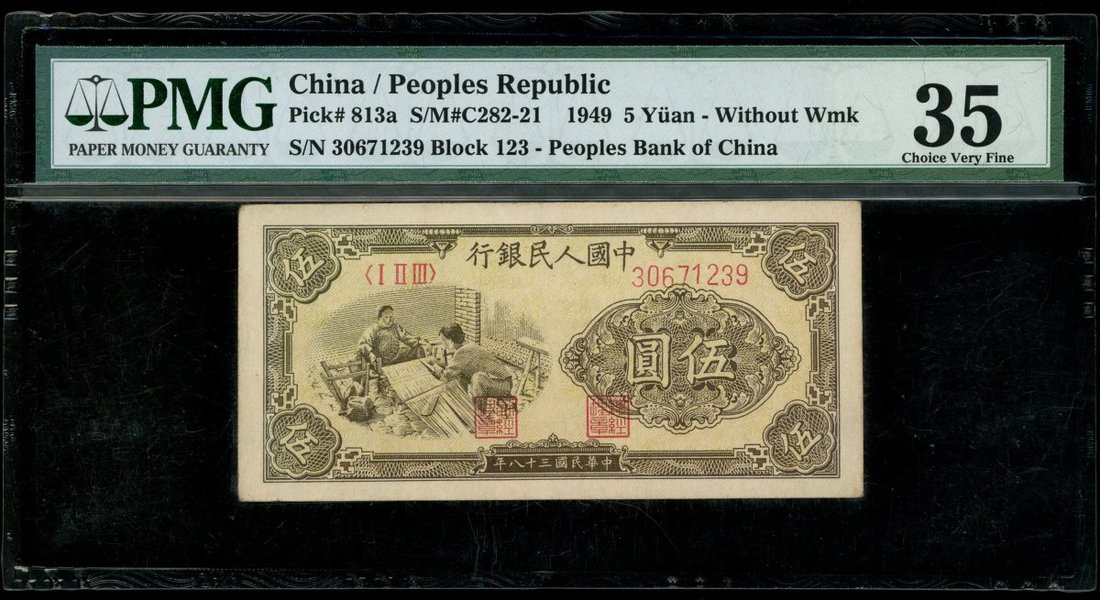 PMG
PAPER MONEY GUARANTY
China / Peoples Republic
Pick# 813a S/M#C282-21 1949 5 Yüan - Without Wmk
S/N 30671239 Block 123 - Peoples Bank of China
35
Choice Very Fine
伍
伍
行銀民人國中
〈I II III〉
30671239
圓伍
伍
伍
年八十三國民華中